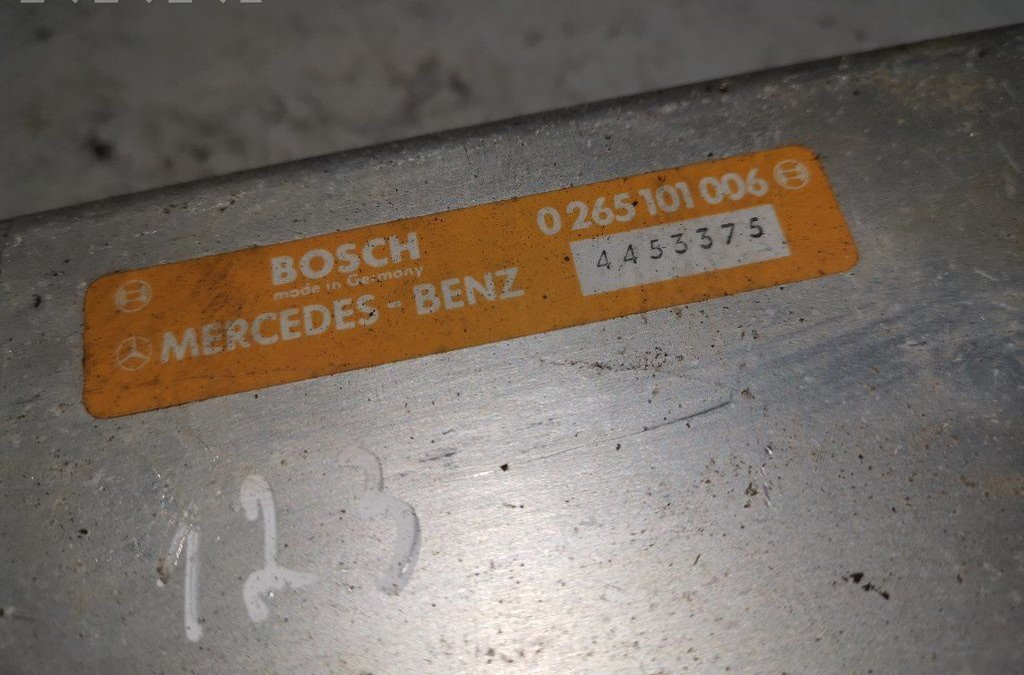 BOSCH
made in Germany
MERCEDES - BENZ
0 265 101 006
4453375
123